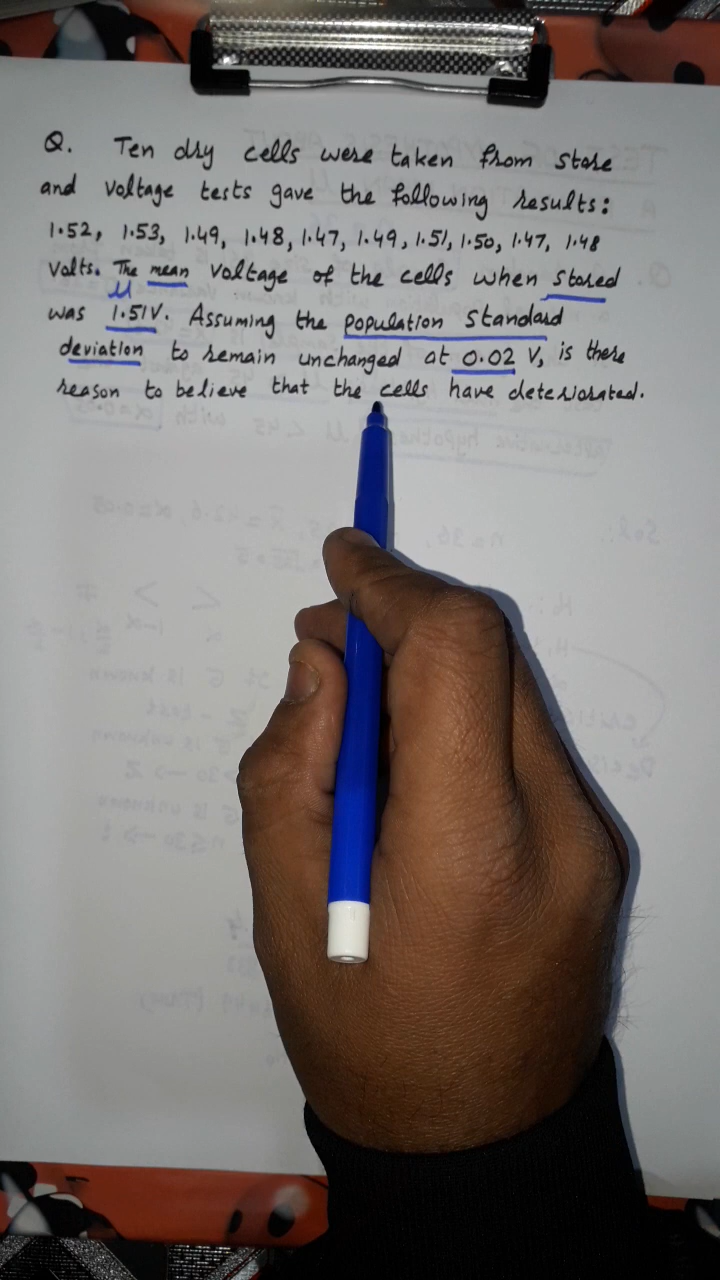 Q. Ten dry cells were taken from store
and voltage tests gave the following results:
1.52, 1.53, 1.49, 1.48, 1.47, 1.49, 1.51, 1.50, 1.47, 1.48
volts. The mean voltage of the cells when stored
μ
was 1.51V. Assuming the population standard
deviation to remain unchanged at 0.02 V, is there
reason to believe that the cells have deteriorated.